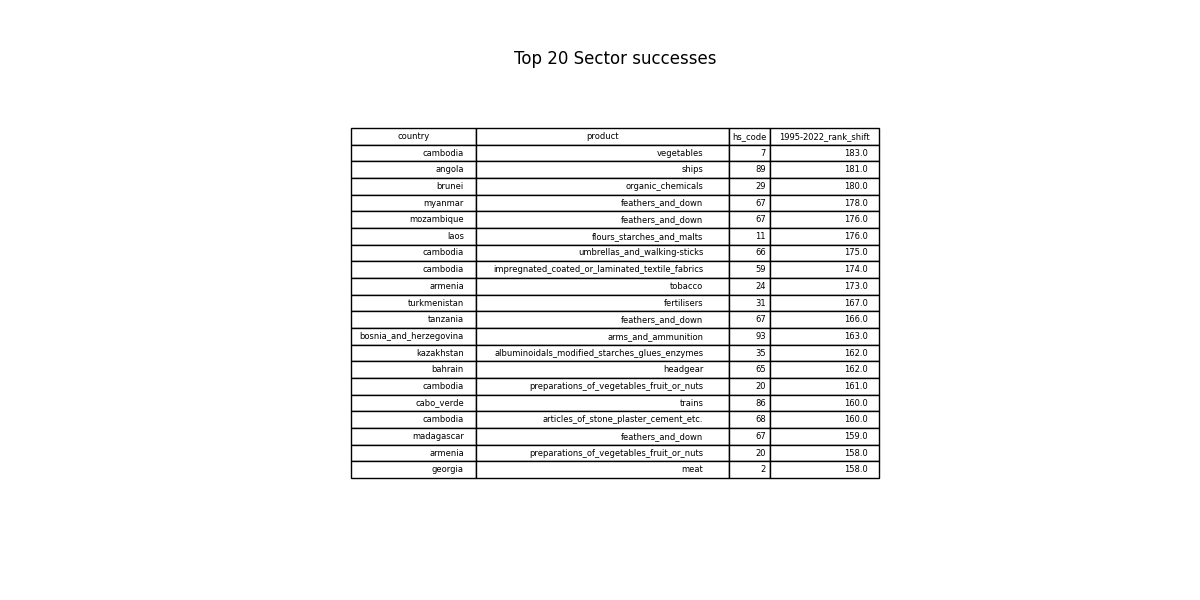 Top 20 Sector successes
country product hs_code 1995-2022_rank_shift
cambodia vegetables 7 183.0
angola ships 89 181.0
brunei organic_chemicals 29 180.0
myanmar feathers_and_down 67 178.0
mozambique feathers_and_down 67 176.0
laos flours_starches_and_malts 11 176.0
cambodia umbrellas_and_walking-sticks 66 175.0
cambodia impregnated_coated_or_laminated_textile_fabrics 59 174.0
armenia tobacco 24 173.0
turkmenistan fertilisers 31 167.0
tanzania feathers_and_down 67 166.0
bosnia_and_herzegovina arms_and_ammunition 93 163.0
kazakhstan albuminoidals_modified_starches_glues_enzymes 35 162.0
bahrain headgear 65 162.0
cambodia preparations_of_vegetables_fruit_or_nuts 20 161.0
cabo_verde trains 86 160.0
cambodia articles_of_stone_plaster_cement_etc. 68 160.0
madagascar feathers_and_down 67 159.0
armenia preparations_of_vegetables_fruit_or_nuts 20 158.0
georgia meat 2 158.0